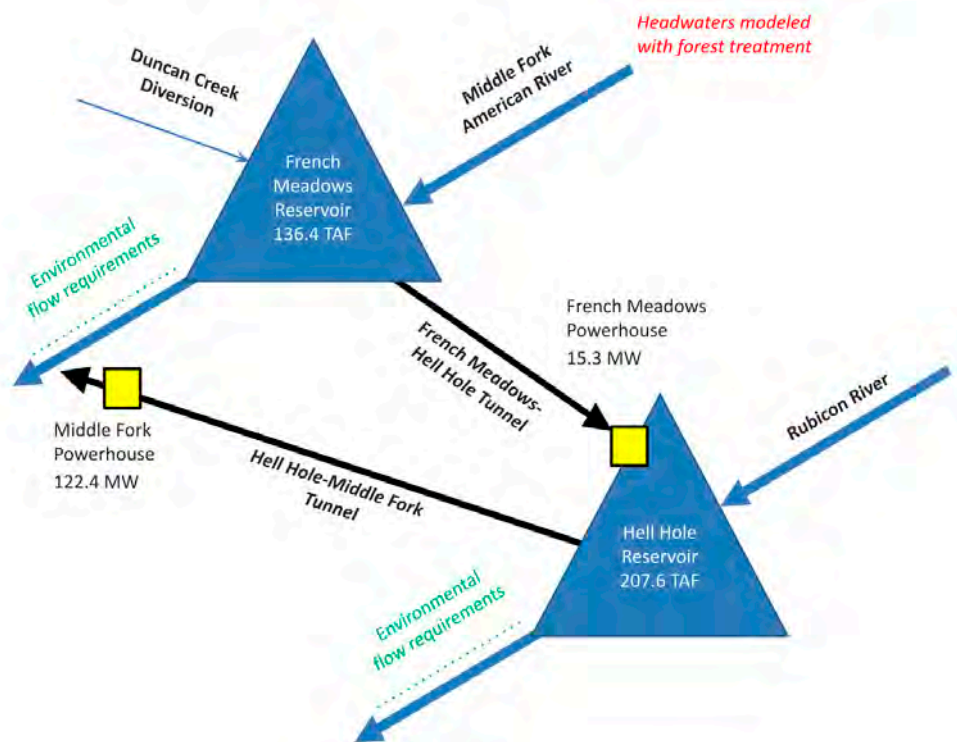 Headwaters modeled
with forest treatment
Duncan Creek
Diversion
Middle Fork
American River
French
Meadows
Reservoir
136.4 TAF
Environmental
flow requirements
French Meadows
Powerhouse
15.3 MW
French Meadows-
Hell Hole Tunnel
Rubicon River
Middle Fork
Powerhouse
122.4 MW
Hell Hole-Middle Fork
Tunnel
Hell Hole
Reservoir
207.6 TAF
Environmental
flow requirements